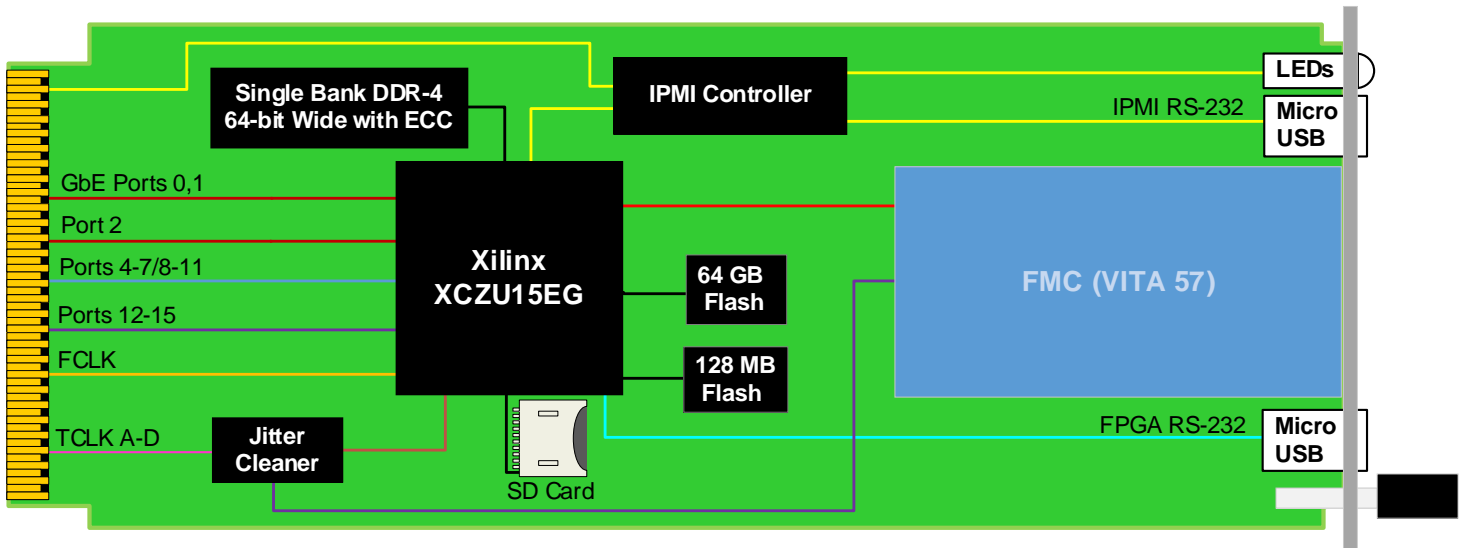 LEDs
Single Bank DDR-4
64-bit Wide with ECC
IPMI Controller
IPMI RS-232
Micro
USB
GbE Ports 0,1
Port 2
Ports 4-7/8-11
Ports 12-15
FCLK
TCLK A-D
Xilinx
XCZU15EG
64 GB
Flash
128 MB
Flash
FMC (VITA 57)
Jitter
Cleaner
SD Card
FPGA RS-232
Micro
USB